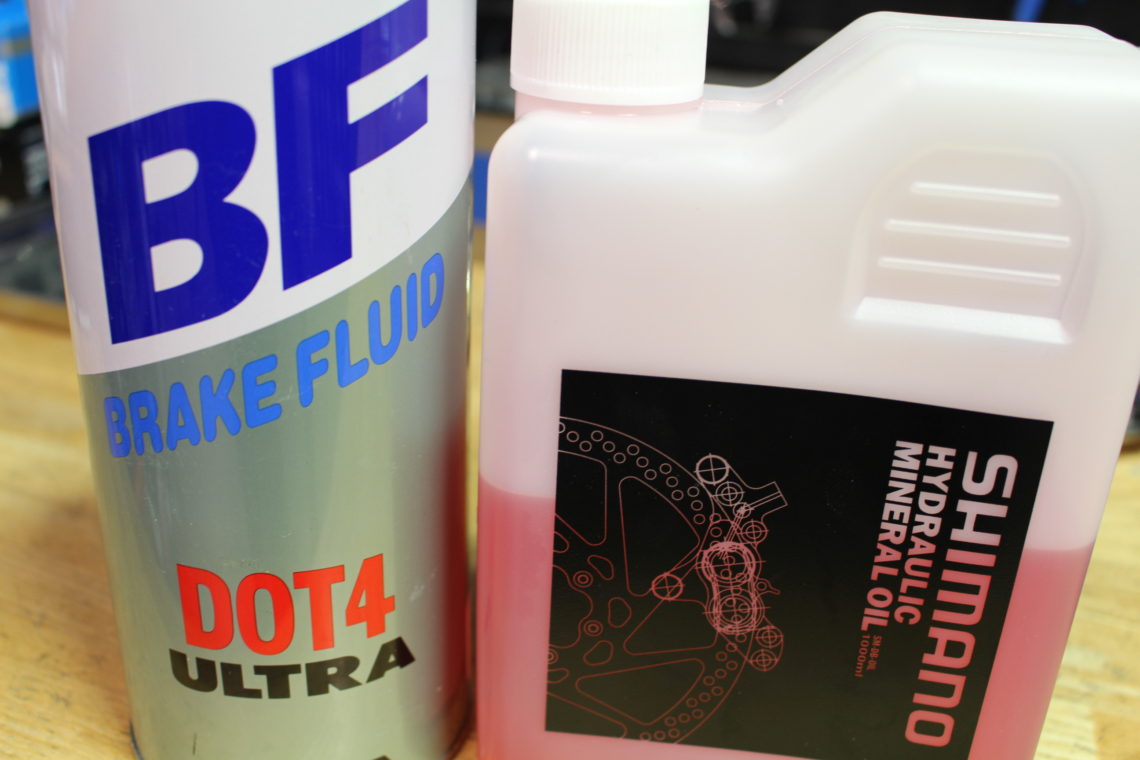 BF
BRAKE FLUID
DOT4
ULTRA
SHIMANO
HYDRAULIC
MINERAL OIL
SM-DB-OIL
1000ml